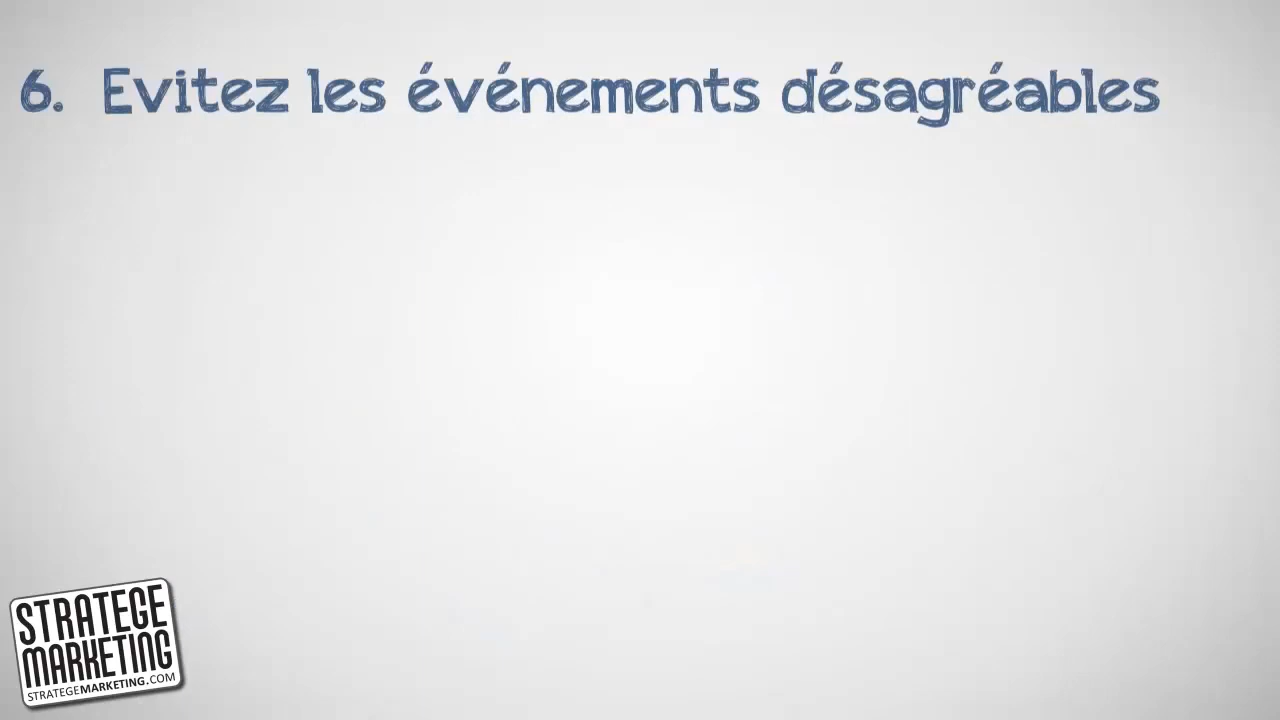 6. Evitez les événements désagréables
STRATEGE
MARKETING
STRATEGEMARKETING.COM